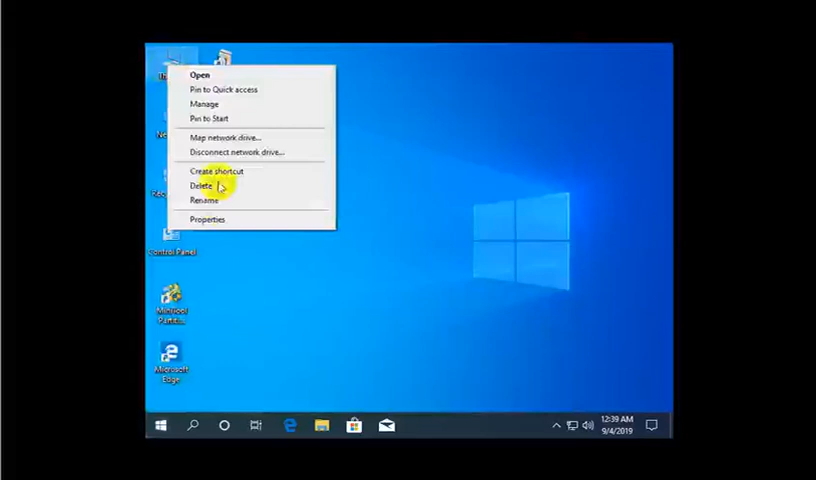 Open
Pin to Quick access
Manage
Pin to Start
Map network drive...
Disconnect network drive...
Create shortcut
Delete
Rename
Properties
Control Panel
MiniTool
Partiti...
Microsoft
Edge
12:39 AM
9/4/2019